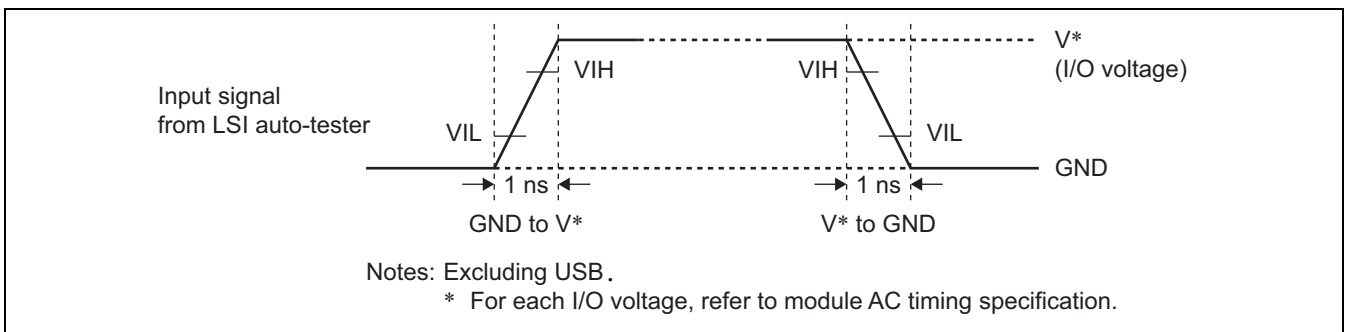 V*
(I/O voltage)
VIH
VIH
Input signal
from LSI auto-tester
VIL
VIL
GND
1 ns
1 ns
GND to V*
V* to GND
Notes: Excluding USB.
* For each I/O voltage, refer to module AC timing specification.